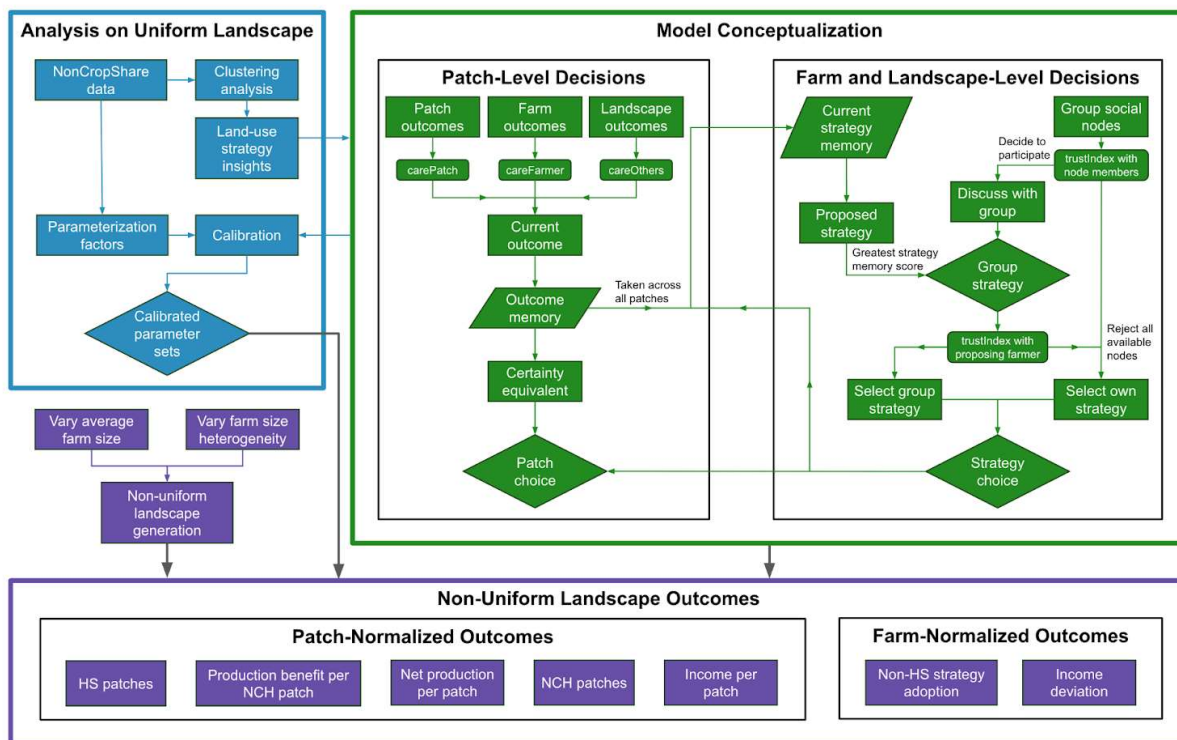 Analysis on Uniform Landscape
NonCropShare
data
Clustering
analysis
Land-use
strategy
insights
Parameterization
factors
Calibration
Calibrated
parameter
sets
Vary average
farm size
Vary farm size
heterogeneity
Non-uniform
landscape
generation
Model Conceptualization
Patch-Level Decisions
Patch
outcomes
Farm
outcomes
Landscape
outcomes
carePatch
careFarmer
careOthers
Current
outcome
Outcome
memory
Taken across
all patches
Certainty
equivalent
Patch
choice
Farm and Landscape-Level Decisions
Current
strategy
memory
Group social
nodes
Decide to
participate
trustIndex with
node members
Discuss with
group
Proposed
strategy
Greatest strategy
memory score
Group
strategy
trustIndex with
proposing farmer
Reject all
available
nodes
Select group
strategy
Select own
strategy
Strategy
choice
Non-Uniform Landscape Outcomes
Patch-Normalized Outcomes
HS patches
Production benefit per
NCH patch
Net production
per patch
NCH patches
Income per
patch
Farm-Normalized Outcomes
Non-HS strategy
adoption
Income
deviation